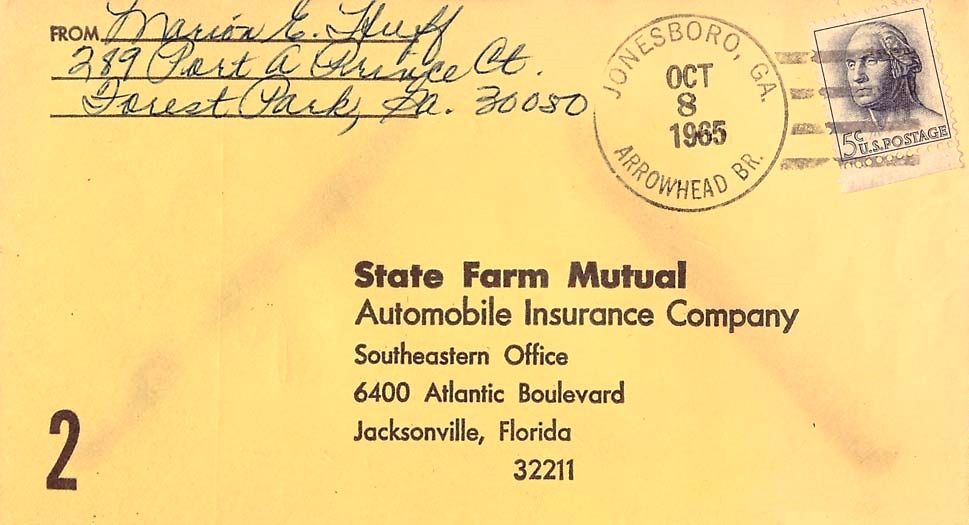 FROM Marion E. Huff
289 Port A Prince Ct.
Forest Park, Ga. 30050
JONESBORO, GA.
OCT
8
1965
ARROWHEAD BR.
5c U.S. POSTAGE
State Farm Mutual
Automobile Insurance Company
Southeastern Office
6400 Atlantic Boulevard
Jacksonville, Florida
32211
2